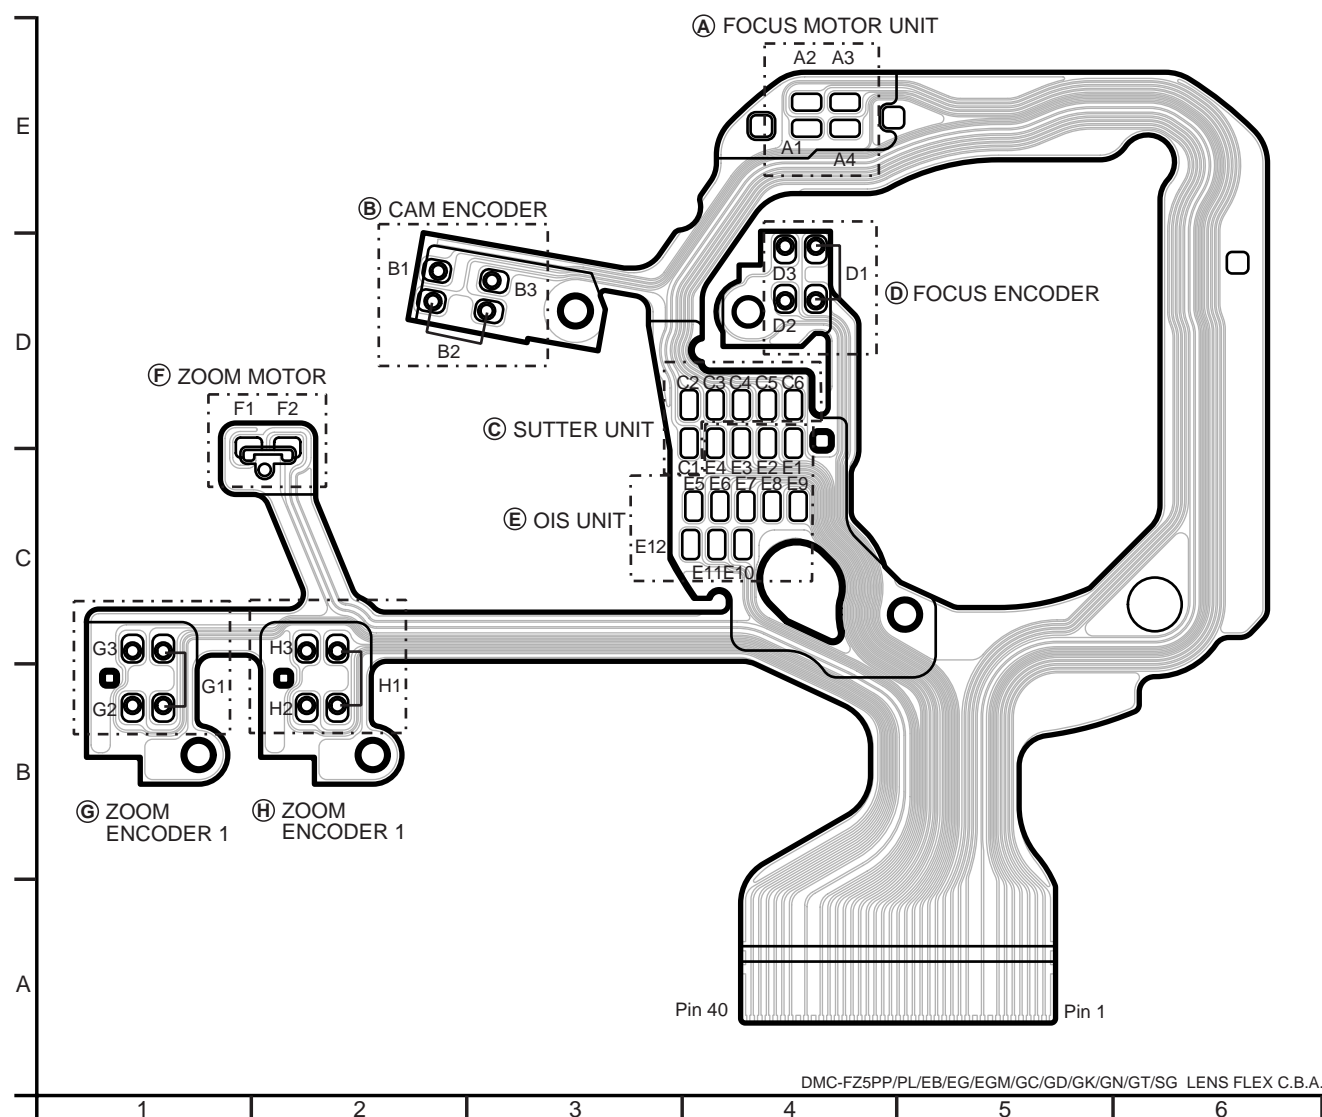 A FOCUS MOTOR UNIT
A2 A3
E
A1
A4
B CAM ENCODER
B1
B3
D3
D1
D FOCUS ENCODER
D2
D
B2
F ZOOM MOTOR
F1 F2
C2 C3 C4 C5 C6
C SUTTER UNIT
C1 E4 E3 E2 E1
E5 E6 E7 E8 E9
E OIS UNIT
E12
C
E11 E10
G3
H3
G1
H1
G2
H2
B
G ZOOM
ENCODER 1
H ZOOM
ENCODER 1
A
Pin 40
Pin 1
DMC-FZ5PP/PL/EB/EG/EGM/GC/GD/GK/GN/GT/SG LENS FLEX C.B.A.
1 2 3 4 5 6